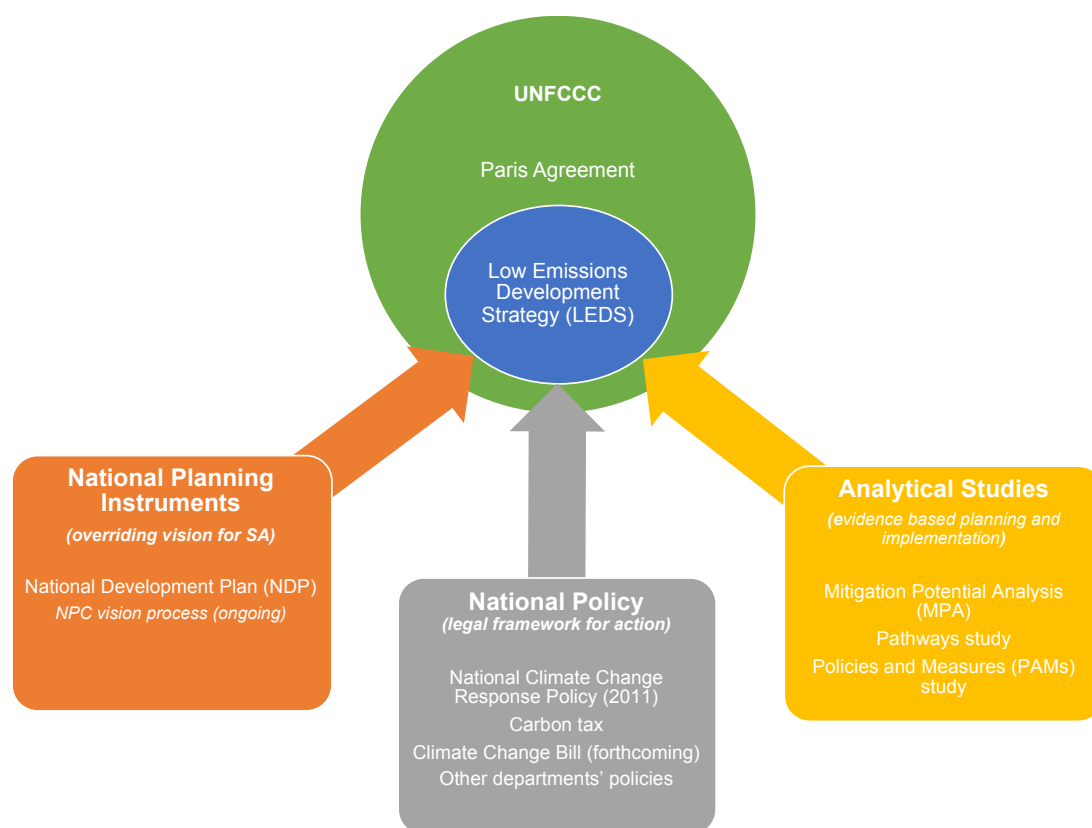 UNFCCC
Paris Agreement
Low Emissions
Development
Strategy (LEDS)
National Planning
Instruments
(overriding vision for SA)
National Development Plan (NDP)
NPC vision process (ongoing)
National Policy
(legal framework for action)
National Climate Change
Response Policy (2011)
Carbon tax
Climate Change Bill (forthcoming)
Other departments’ policies
Analytical Studies
(evidence based planning and
implementation)
Mitigation Potential Analysis
(MPA)
Pathways study
Policies and Measures (PAMs)
study